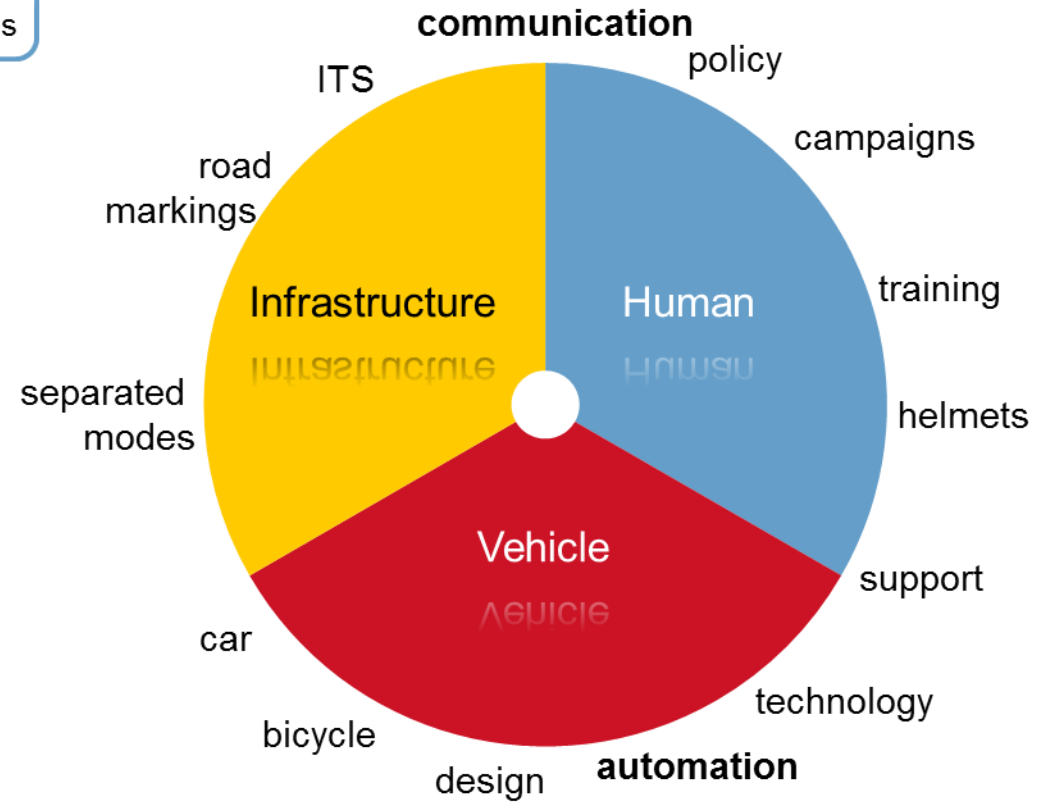 s
communication
policy
ITS
campaigns
road
markings
training
Infrastructure
Human
separated
modes
helmets
Vehicle
support
car
technology
bicycle
automation
design